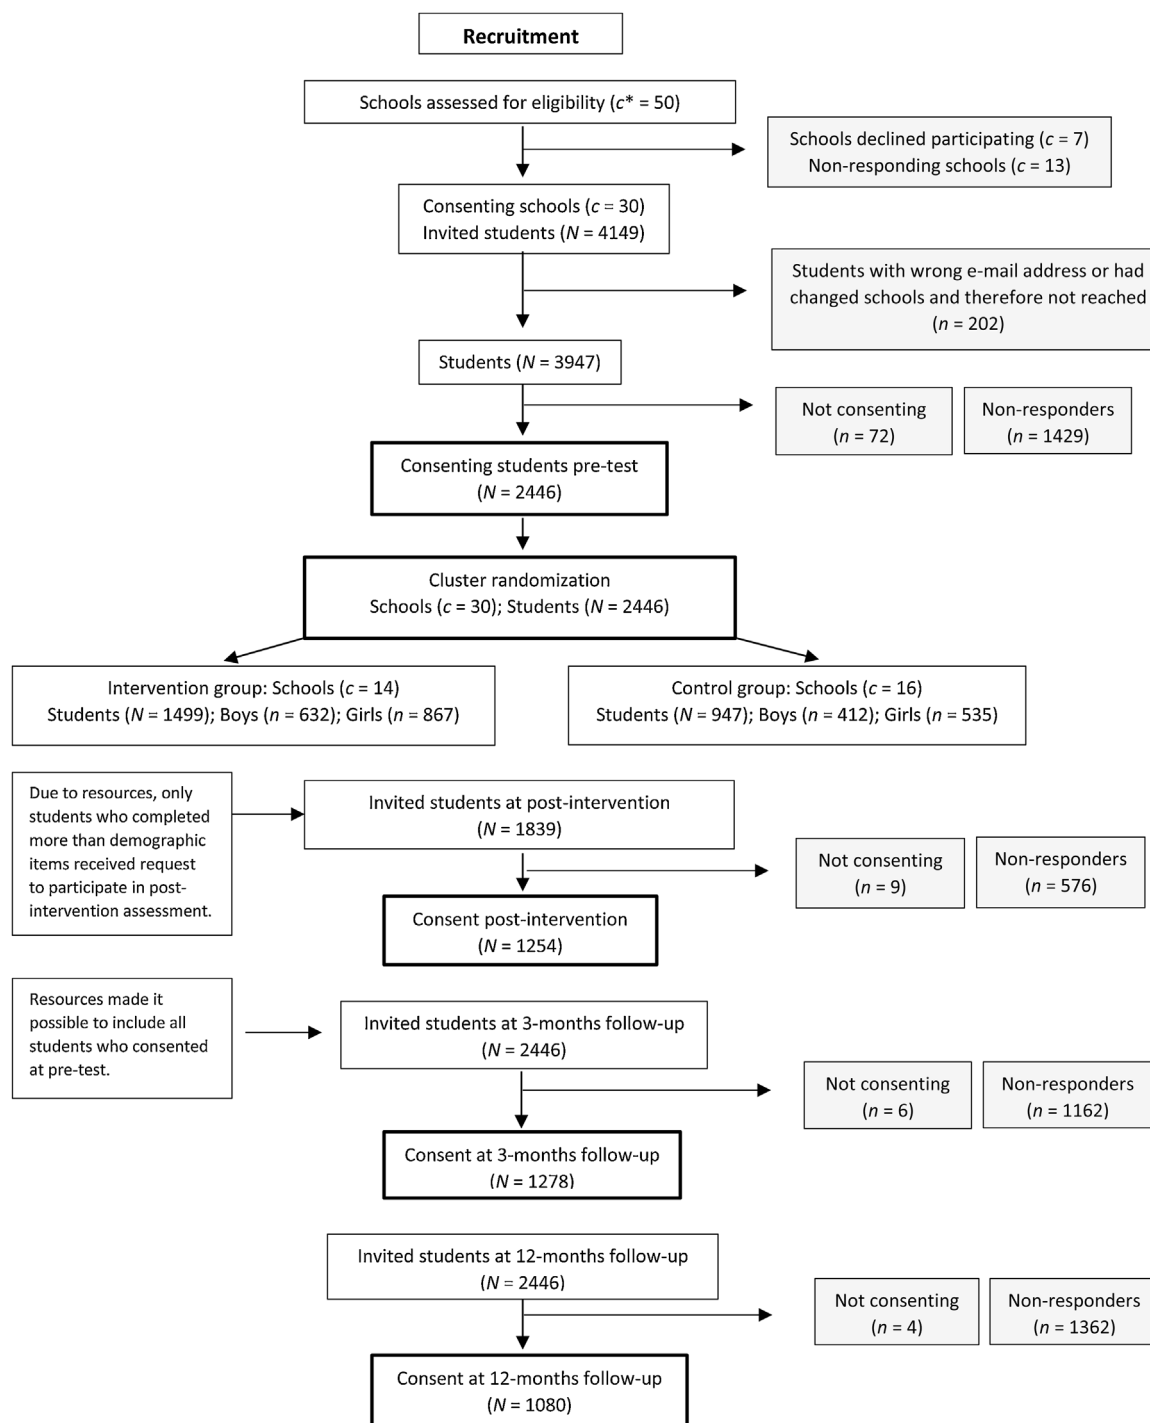 Recruitment
Schools assessed for eligibility (c* = 50)
Schools declined participating (c = 7)
Non-responding schools (c = 13)
Consenting schools (c = 30)
Invited students (N = 4149)
Students with wrong e-mail address or had
changed schools and therefore not reached
(n = 202)
Students (N = 3947)
Not consenting
(n = 72)
Non-responders
(n = 1429)
Consenting students pre-test
(N = 2446)
Cluster randomization
Schools (c = 30); Students (N = 2446)
Intervention group: Schools (c = 14)
Students (N = 1499); Boys (n = 632); Girls (n = 867)
Control group: Schools (c = 16)
Students (N = 947); Boys (n = 412); Girls (n = 535)
Due to resources, only
students who completed
more than demographic
items received request
to participate in post-
intervention assessment.
Invited students at post-intervention
(N = 1839)
Not consenting
(n = 9)
Non-responders
(n = 576)
Consent post-intervention
(N = 1254)
Resources made it
possible to include all
students who consented
at pre-test.
Invited students at 3-months follow-up
(N = 2446)
Not consenting
(n = 6)
Non-responders
(n = 1162)
Consent at 3-months follow-up
(N = 1278)
Invited students at 12-months follow-up
(N = 2446)
Not consenting
(n = 4)
Non-responders
(n = 1362)
Consent at 12-months follow-up
(N = 1080)